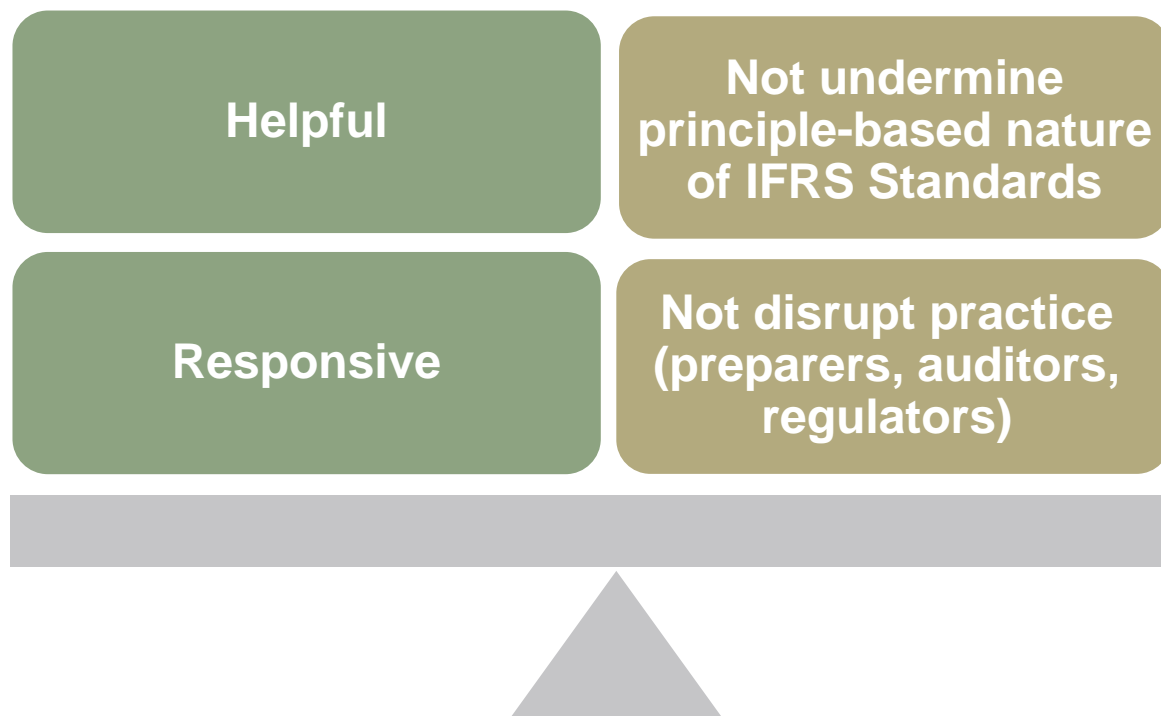 Helpful
Not undermine
principle-based nature
of IFRS Standards
Responsive
Not disrupt practice
(preparers, auditors,
regulators)